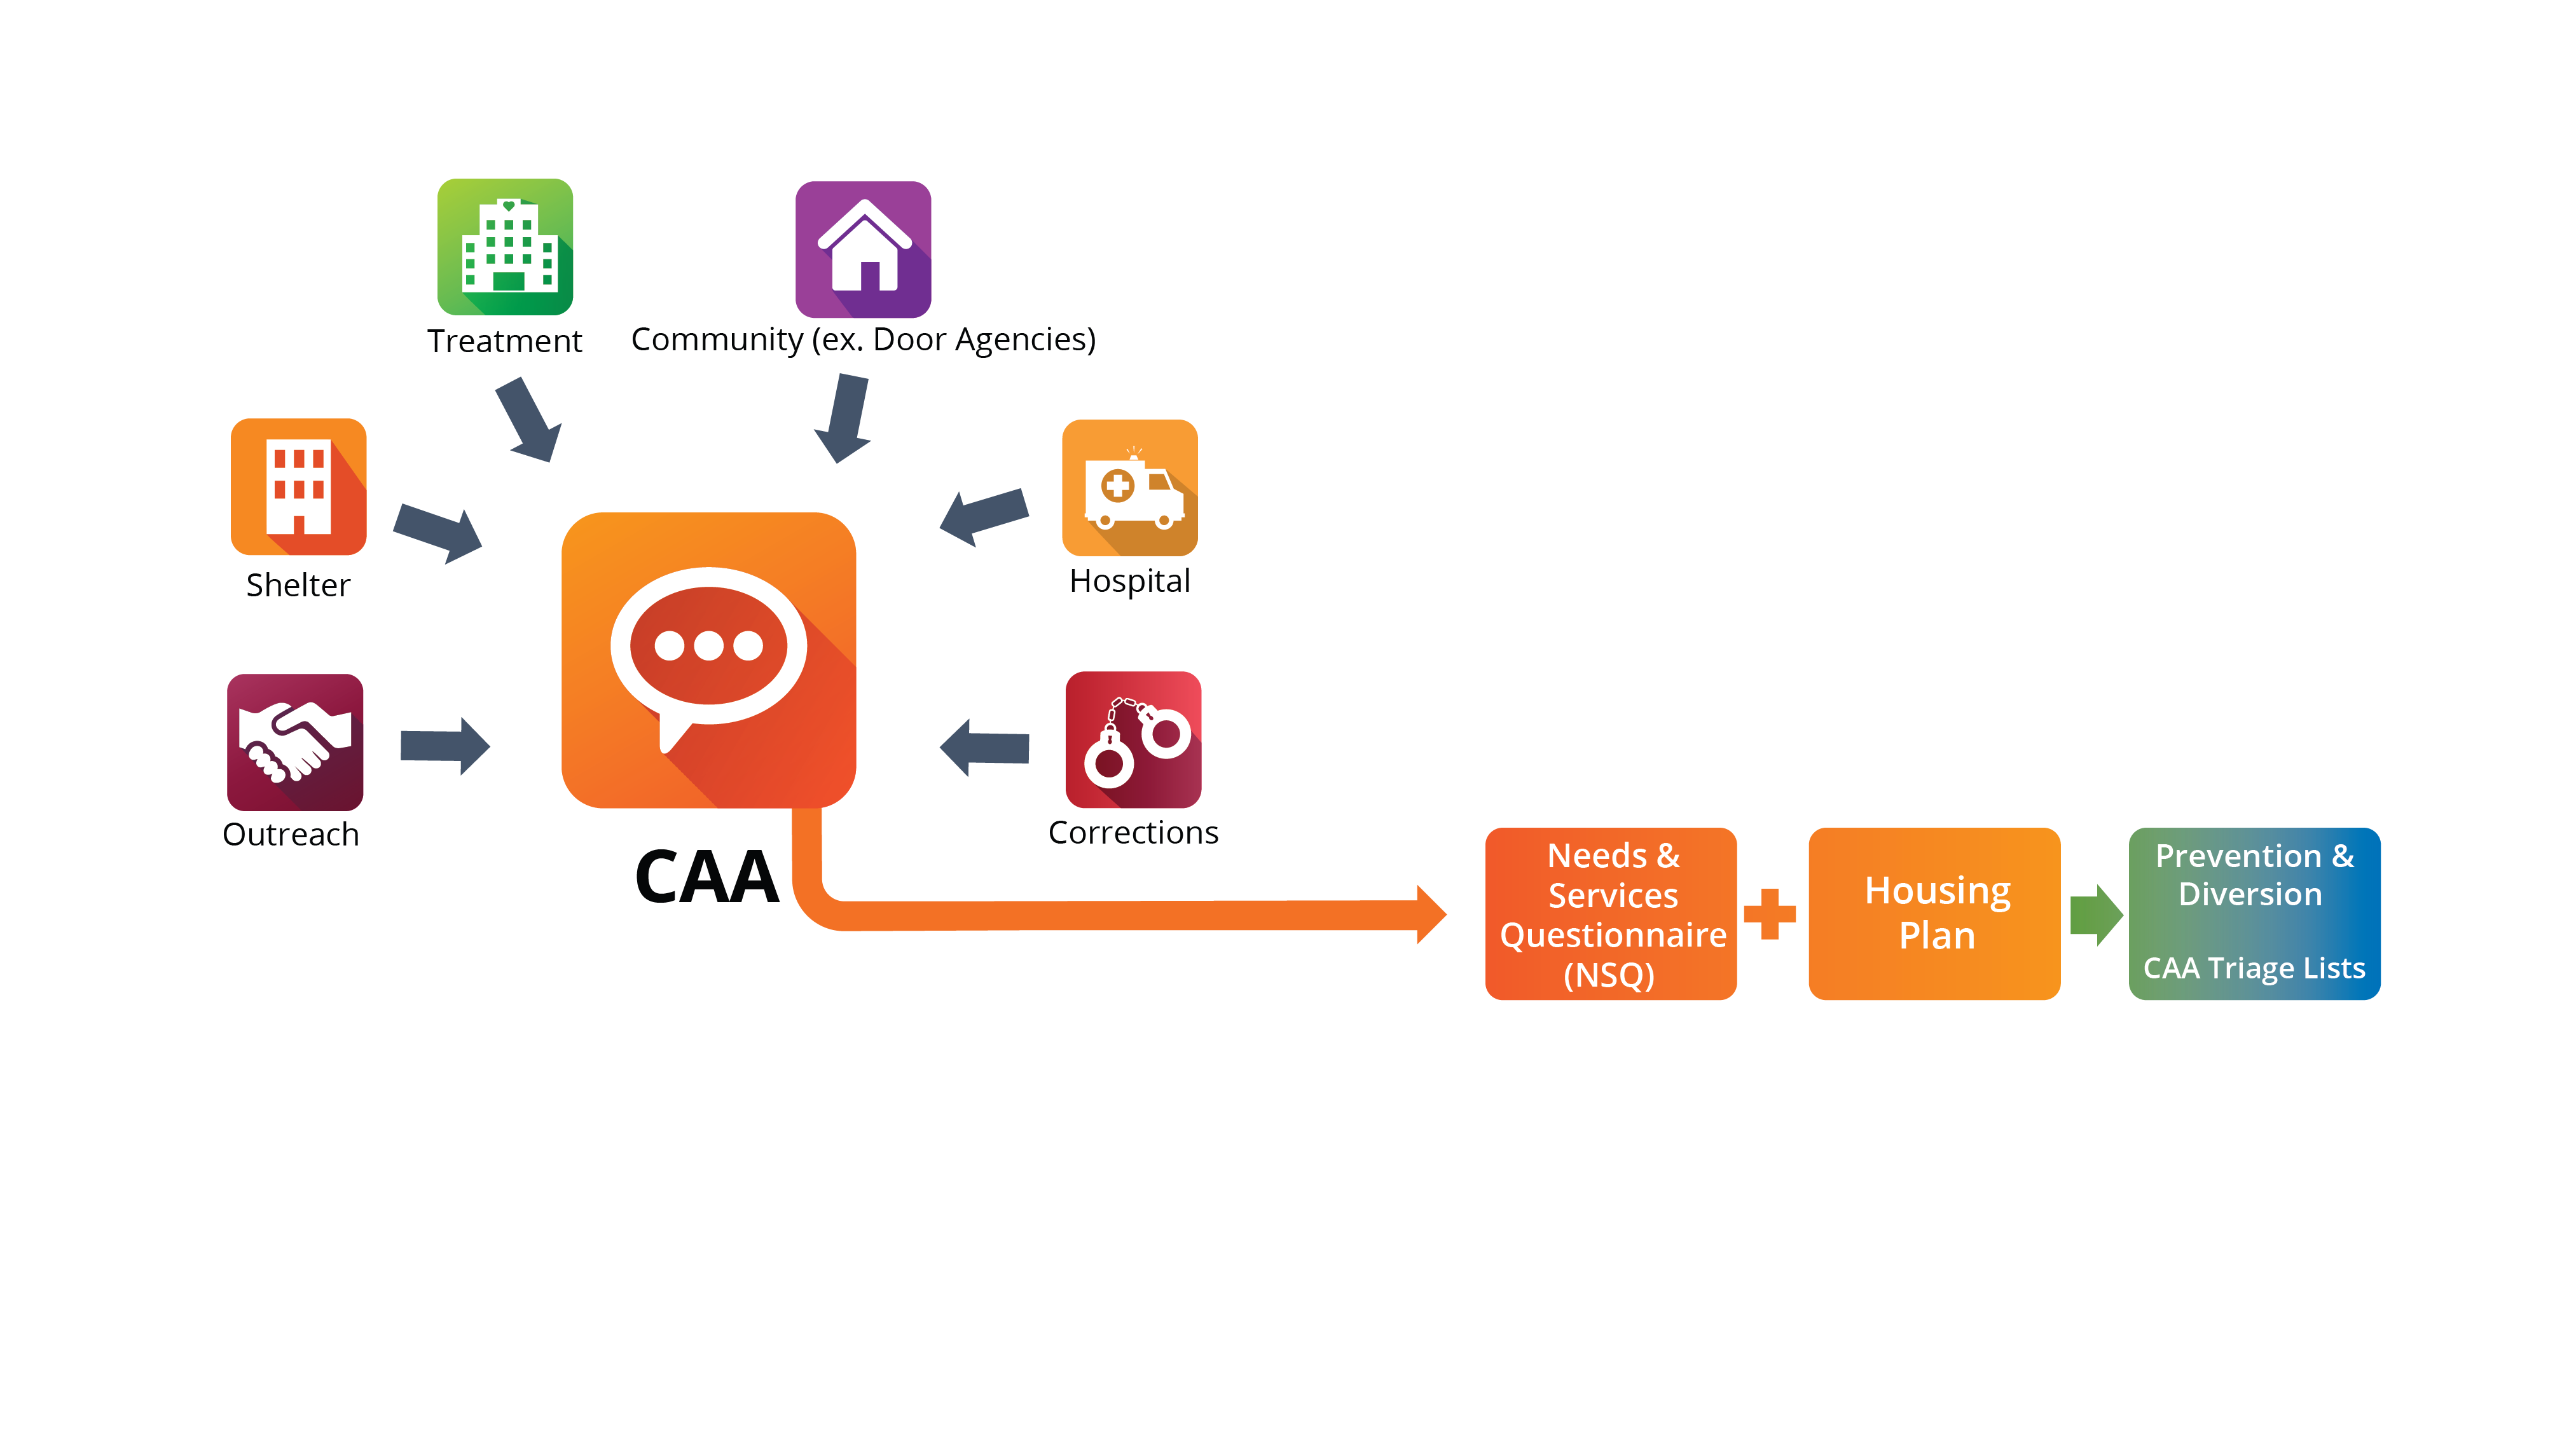 Treatment
Community (ex. Door Agencies)
Shelter
Hospital
Outreach
Corrections
CAA
Needs &
Services
Questionnaire
(NSQ)
Housing
Plan
Prevention &
Diversion
CAA Triage Lists